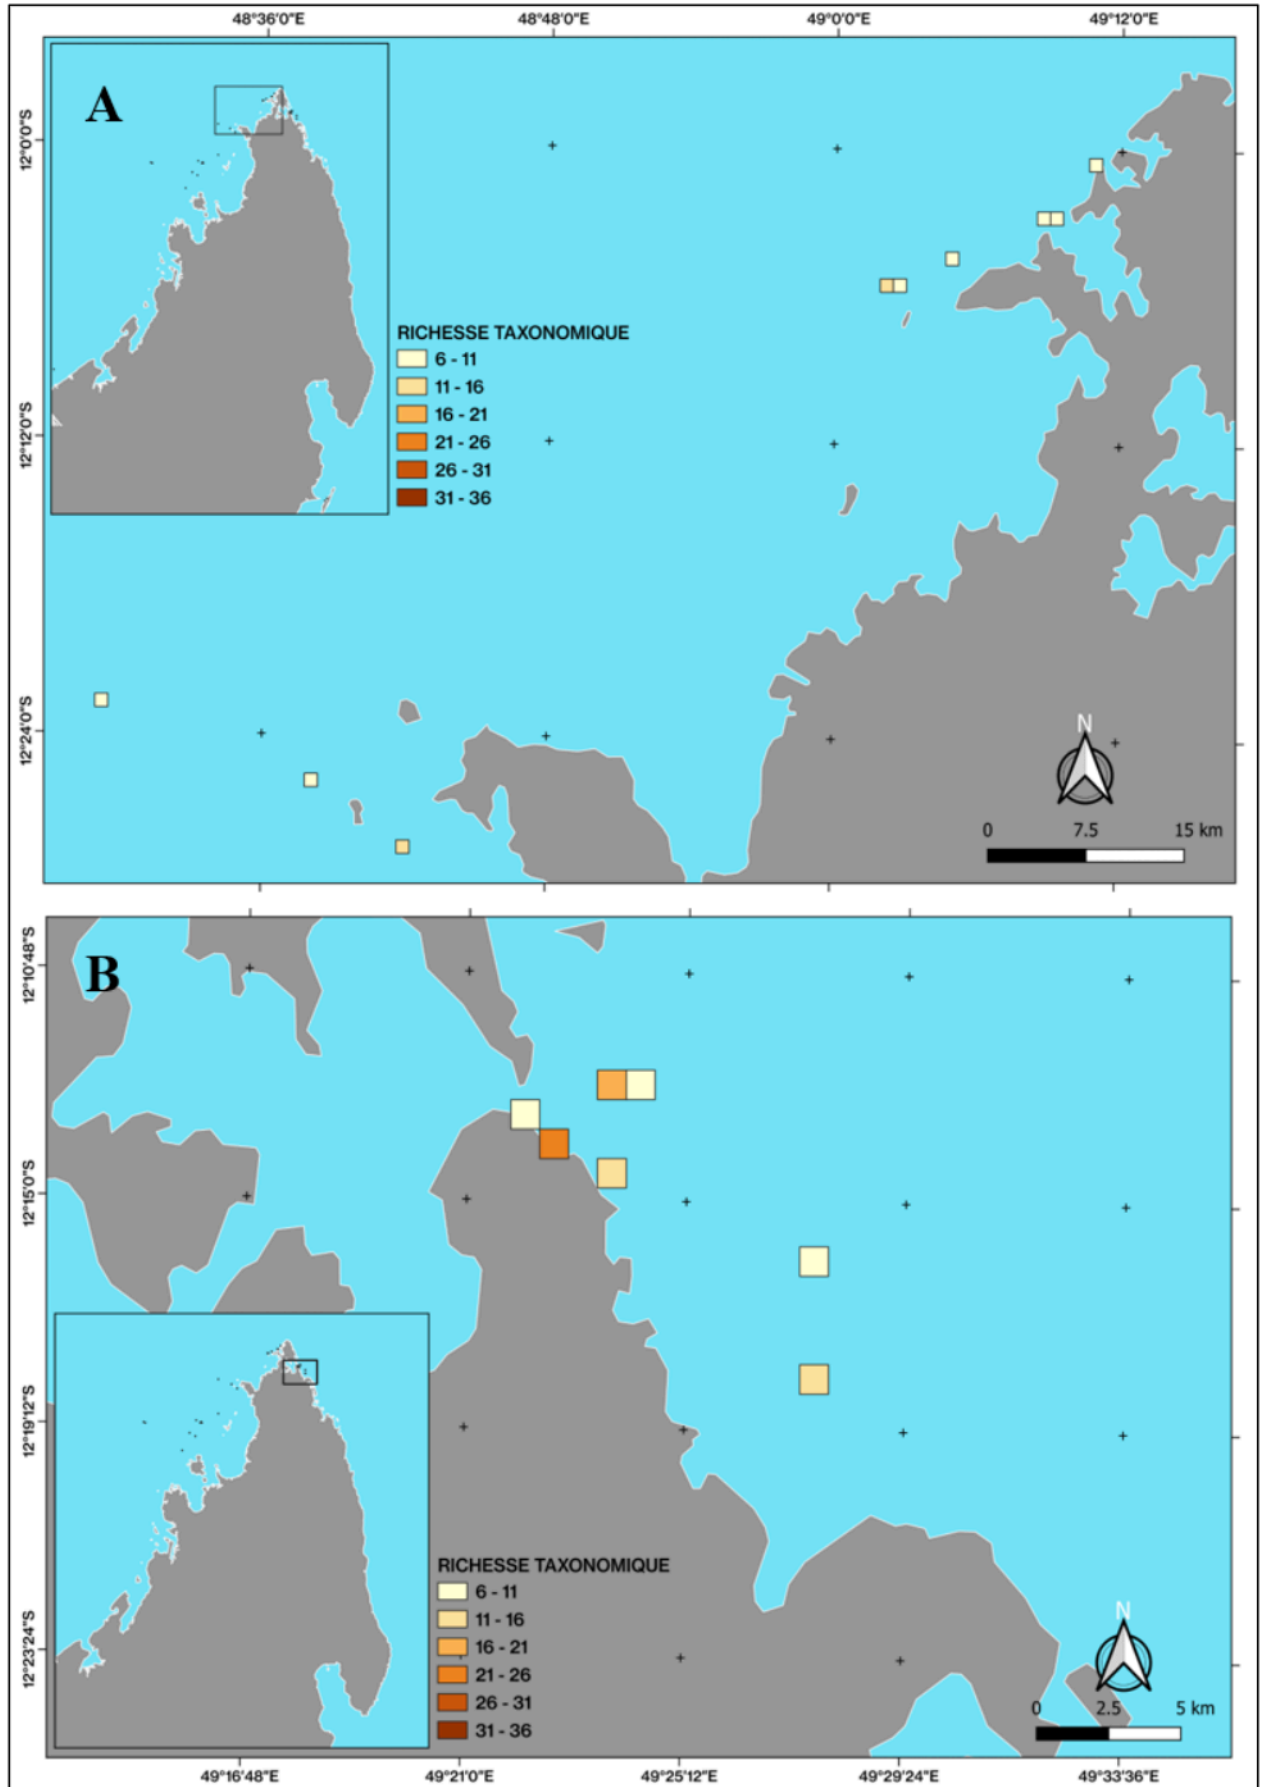 48°36'0"E 48°48'0"E 49°0'0"E 49°12'0"E
A
12°0'0"S
12°12'0"S
12°24'0"S
RICHESSE TAXONOMIQUE
6 - 11
11 - 16
16 - 21
21 - 26
26 - 31
31 - 36
N
0 7.5 15 km
B
12°10'48"S
12°15'0"S
12°19'12"S
12°23'24"S
RICHESSE TAXONOMIQUE
6 - 11
11 - 16
16 - 21
21 - 26
26 - 31
31 - 36
N
0 2.5 5 km
49°16'48"E 49°21'0"E 49°25'12"E 49°29'24"E 49°33'36"E